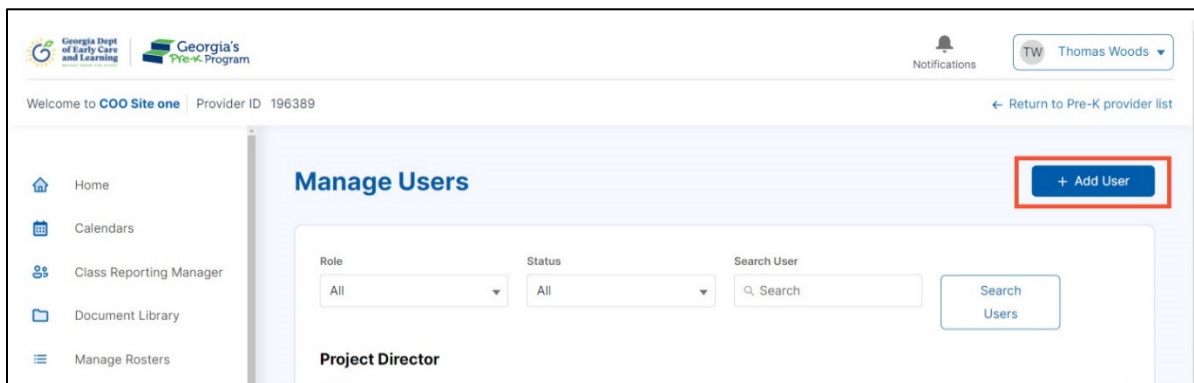 Georgia Dept
of Early Care
and Learning
Georgia's
Pre-K Program
Notifications
TW Thomas Woods
Welcome to COO Site one Provider ID 196389
← Return to Pre-K provider list
Home
Calendars
Class Reporting Manager
Document Library
Manage Rosters
Manage Users
+ Add User
Role
All
Status
All
Search User
Search
Search
Users
Project Director